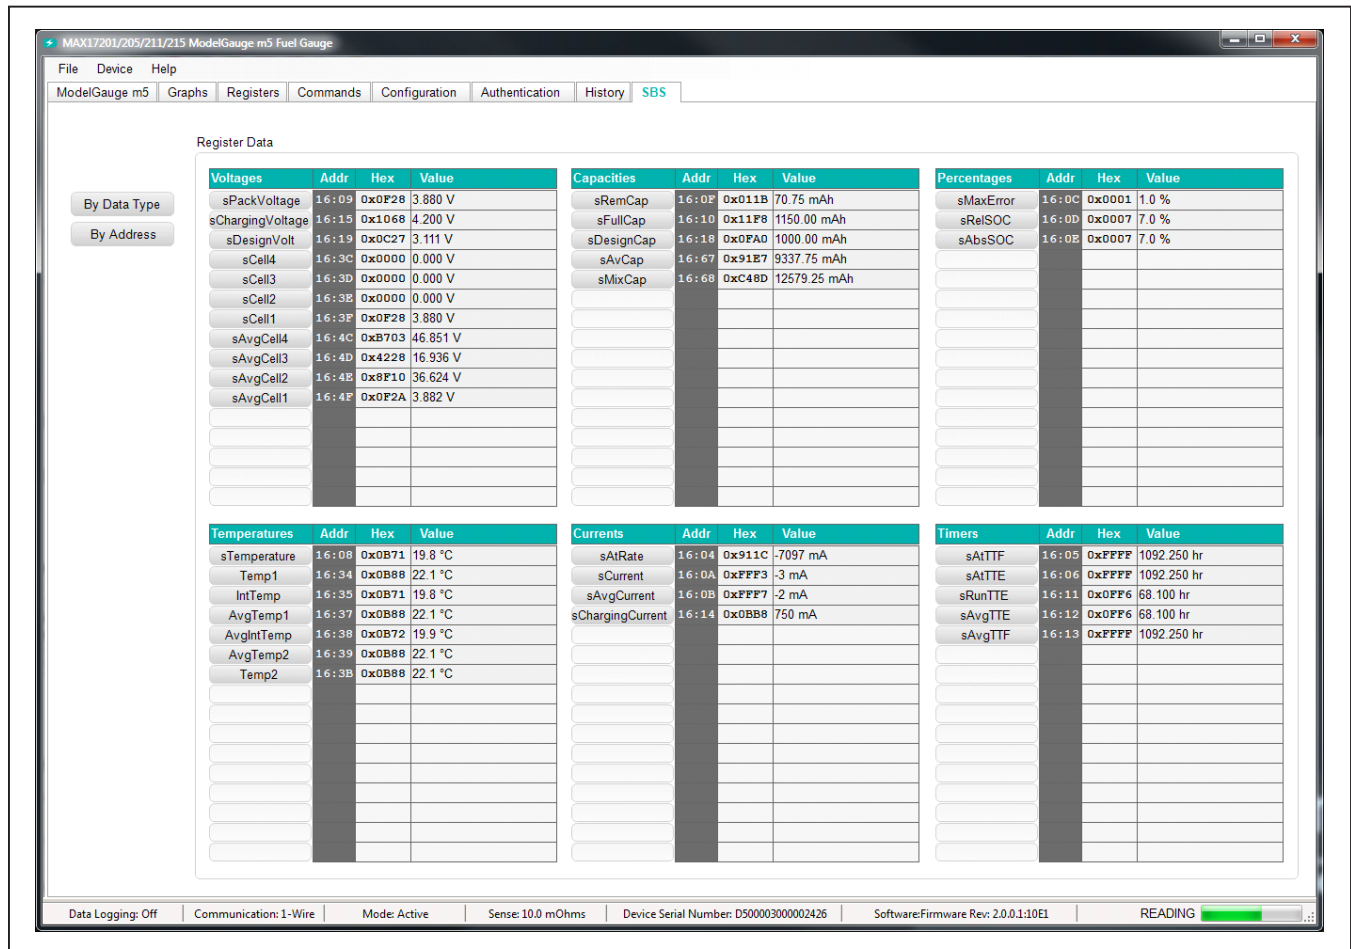 MAX17201/205/211/215 ModelGauge m5 Fuel Gauge
File Device Help
ModelGauge m5 Graphs Registers Commands Configuration Authentication History SBS
Register Data
By Data Type
By Address
Voltages Addr Hex Value
sPackVoltage 16:09 0x0F28 3.880 V
sChargingVoltage 16:15 0x1068 4.200 V
sDesignVolt 16:19 0x0C27 3.111 V
sCell4 16:3C 0x0000 0.000 V
sCell3 16:3D 0x0000 0.000 V
sCell2 16:3E 0x0000 0.000 V
sCell1 16:3F 0x0F28 3.880 V
sAvgCell4 16:4C 0xB703 46.851 V
sAvgCell3 16:4D 0x4228 16.936 V
sAvgCell2 16:4E 0x8F10 36.624 V
sAvgCell1 16:4F 0x0F2A 3.882 V
Capacities Addr Hex Value
sRemCap 16:0F 0x011B 70.75 mAh
sFullCap 16:10 0x11F8 1150.00 mAh
sDesignCap 16:18 0x0FA0 1000.00 mAh
sAvCap 16:67 0x91E7 9337.75 mAh
sMixCap 16:68 0xC48D 12579.25 mAh
Percentages Addr Hex Value
sMaxError 16:0C 0x0001 1.0 %
sRelSOC 16:0D 0x0007 7.0 %
sAbsSOC 16:0E 0x0007 7.0 %
Temperatures Addr Hex Value
sTemperature 16:08 0x0B71 19.8 °C
Temp1 16:34 0x0B88 22.1 °C
IntTemp 16:35 0x0B71 19.8 °C
AvgTemp1 16:37 0x0B88 22.1 °C
AvgIntTemp 16:38 0x0B72 19.9 °C
AvgTemp2 16:39 0x0B88 22.1 °C
Temp2 16:3B 0x0B88 22.1 °C
Currents Addr Hex Value
sAtRate 16:04 0x911C -7097 mA
sCurrent 16:0A 0xFFF3 -3 mA
sAvgCurrent 16:0B 0xFFF7 -2 mA
sChargingCurrent 16:14 0x0BB8 750 mA
Timers Addr Hex Value
sAtTTF 16:05 0xFFFF 1092.250 hr
sAtTTE 16:06 0xFFFF 1092.250 hr
sRunTTE 16:11 0x0FF6 68.100 hr
sAvgTTE 16:12 0x0FF6 68.100 hr
sAvgTTF 16:13 0xFFFF 1092.250 hr
Data Logging: Off Communication: 1-Wire Mode: Active Sense: 10.0 mOhms Device Serial Number: D500003000002426 Software:Firmware Rev: 2.0.0.1:10E1 READING